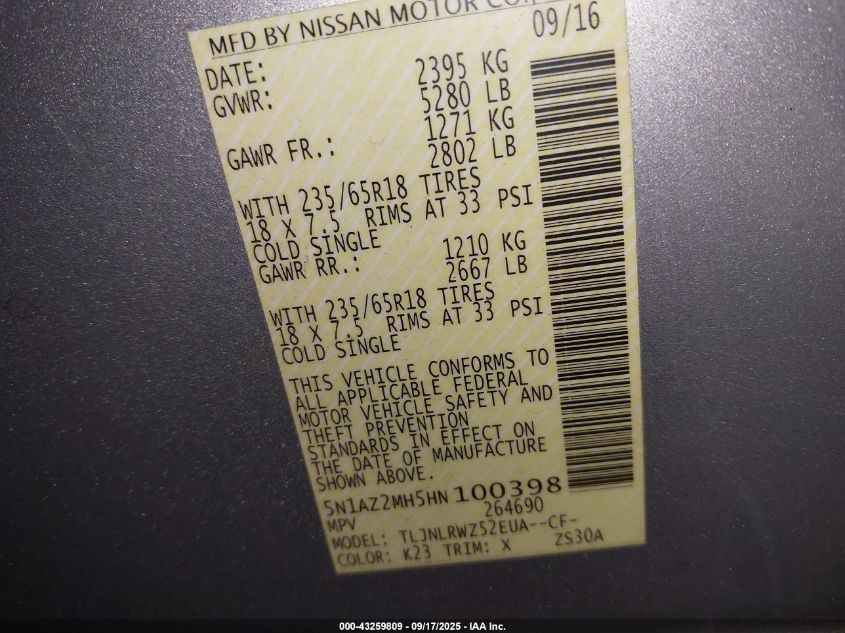 MFD BY NISSAN MOTOR CO.
DATE: 09/16
GVWR: 2395 KG
5280 LB
GAWR FR.: 1271 KG
2802 LB
WITH 235/65R18 TIRES
18 X 7.5 RIMS AT 33 PSI
COLD SINGLE
GAWR RR.: 1210 KG
2667 LB
WITH 235/65R18 TIRES
18 X 7.5 RIMS AT 33 PSI
COLD SINGLE
THIS VEHICLE CONFORMS TO
ALL APPLICABLE FEDERAL
MOTOR VEHICLE SAFETY AND
THEFT PREVENTION
STANDARDS IN EFFECT ON
THE DATE OF MANUFACTURE
SHOWN ABOVE.
5N1AZ2MH5HN100398
MPV 264690
MODEL: TLJNLRWZ52EUA--CF-
COLOR: K23 TRIM: X ZS30A
000-43259809 - 09/17/2025 - IAA Inc.